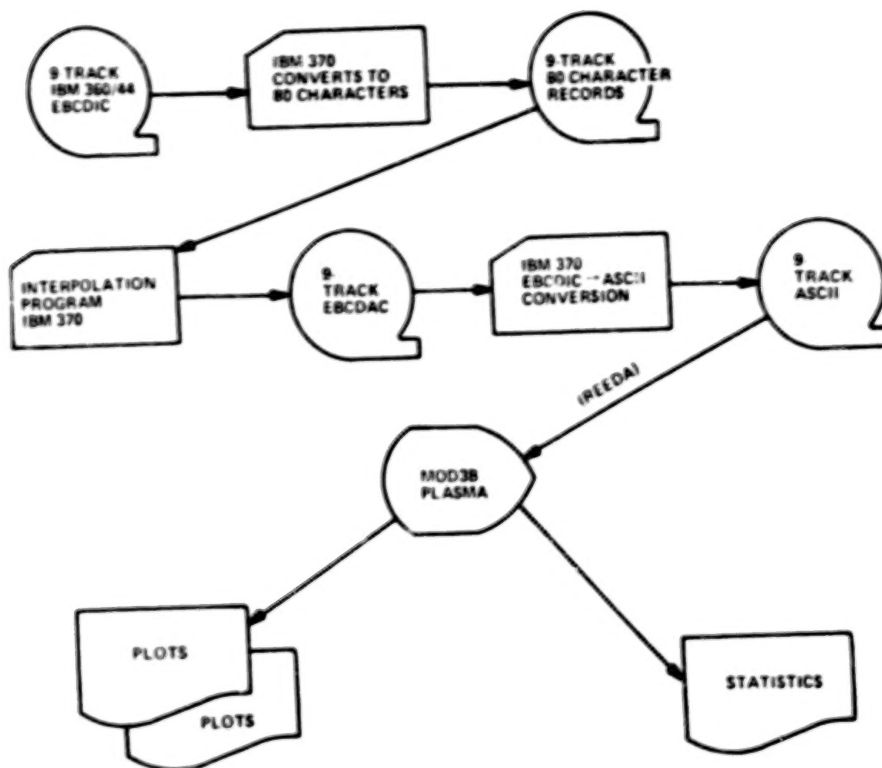 9 TRACK
IBM 360/44
EBCDIC
IBM 370
CONVERTS TO
80 CHARACTERS
9-TRACK
80 CHARACTER
RECORDS
INTERPOLATION
PROGRAM
IBM 370
9-
TRACK
EBCDAC
IBM 370
EBCDIC → ASCII
CONVERSION
9
TRACK
ASCII
(REEDA)
MOD3B
PLASMA
PLOTS
PLOTS
STATISTICS